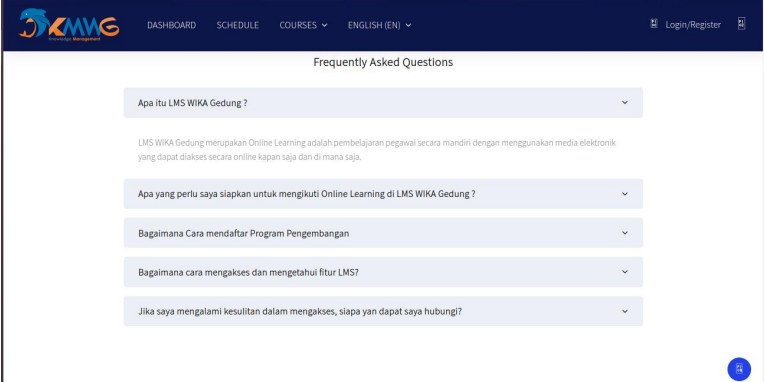 KMWG
Knowledge Management
DASHBOARD SCHEDULE COURSES ENGLISH (EN) Login/Register
Frequently Asked Questions
Apa itu LMS WIKA Gedung ?
LMS WIKA Gedung merupakan Online Learning adalah pembelajaran pegawai secara mandiri dengan menggunakan media elektronik
yang dapat diakses secara online kapan saja dan di mana saja.
Apa yang perlu saya siapkan untuk mengikuti Online Learning di LMS WIKA Gedung ?
Bagaimana Cara mendaftar Program Pengembangan
Bagaimana cara mengakses dan mengetahui fitur LMS?
Jika saya mengalami kesulitan dalam mengakses, siapa yan dapat saya hubungi?